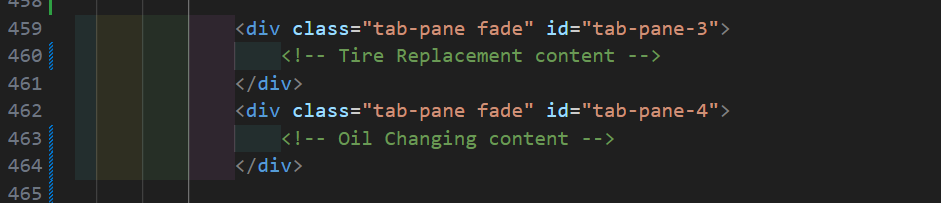 458
459 <div class="tab-pane fade" id="tab-pane-3">
460 <!-- Tire Replacement content -->
461 </div>
462 <div class="tab-pane fade" id="tab-pane-4">
463 <!-- Oil Changing content -->
464 </div>
465